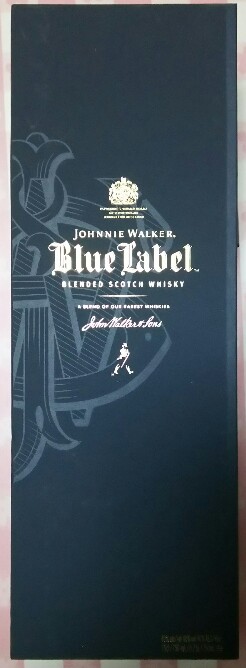 JOHNNIE WALKER.
Blue Label
BLENDED SCOTCH WHISKY
A BLEND OF OUR RAREST WHISKIES
John Walker & Sons